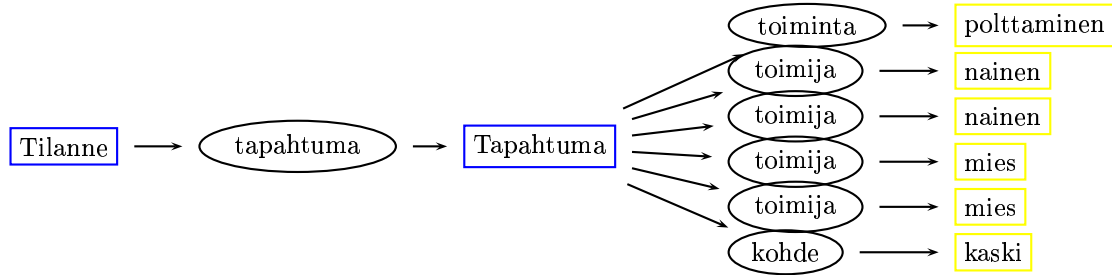 toiminta polttaminen
toimija nainen
toimija nainen
Tilanne tapahtuma Tapahtuma
toimija mies
toimija mies
kohde kaski